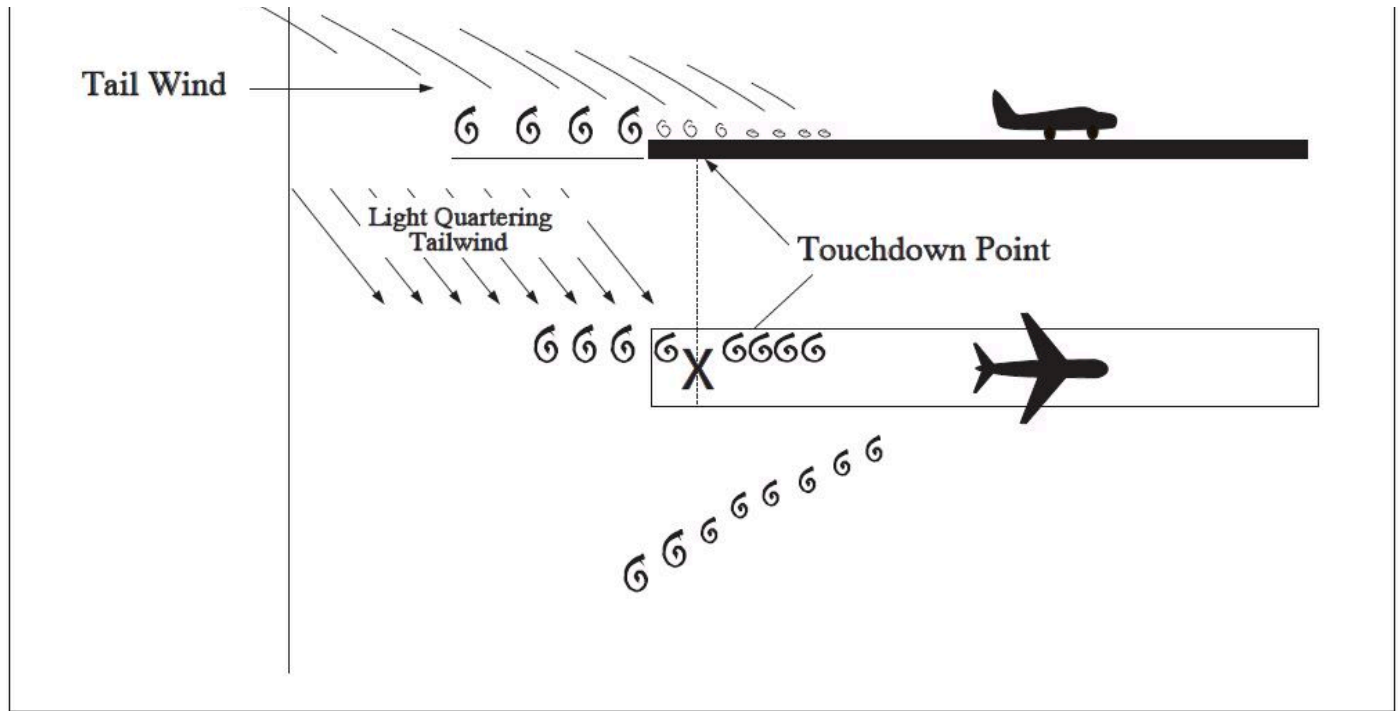 Tail Wind
Light Quartering
Tailwind
Touchdown Point
X